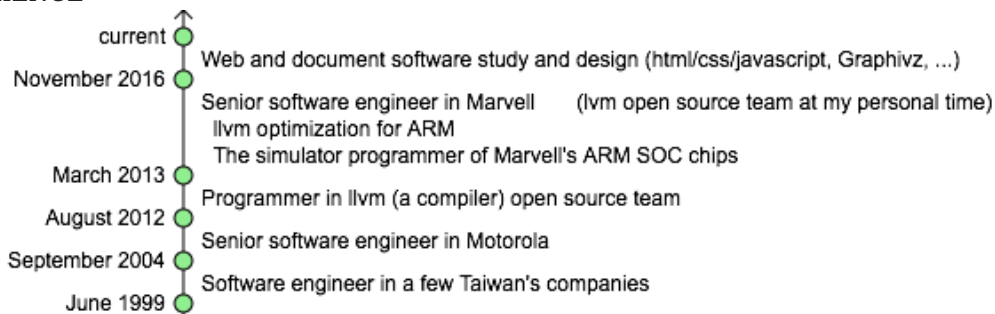 current
Web and document software study and design (html/css/javascript, Graphivz, ...)
November 2016
Senior software engineer in Marvell (lvm open source team at my personal time)
llvm optimization for ARM
The simulator programmer of Marvell's ARM SOC chips
March 2013
Programmer in llvm (a compiler) open source team
August 2012
Senior software engineer in Motorola
September 2004
Software engineer in a few Taiwan's companies
June 1999